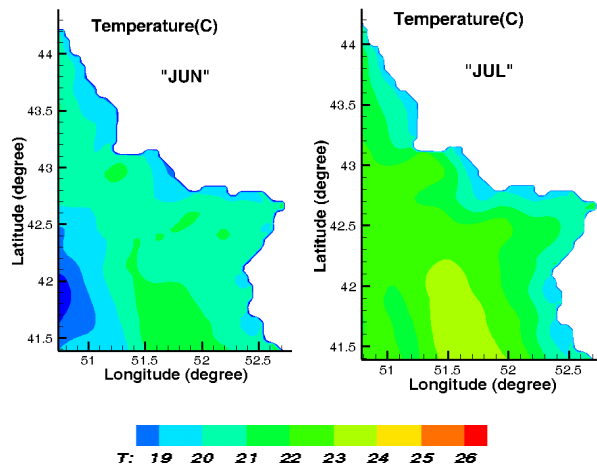 Temperature(C)
"JUN"
44
43.5
43
42.5
42
41.5
Latitude (degree)
51
51.5
52
52.5
Longitude (degree)
Temperature(C)
"JUL"
44
43.5
43
42.5
42
41.5
Latitude (degree)
51
51.5
52
52.5
Longitude (degree)
T: 19 20 21 22 23 24 25 26